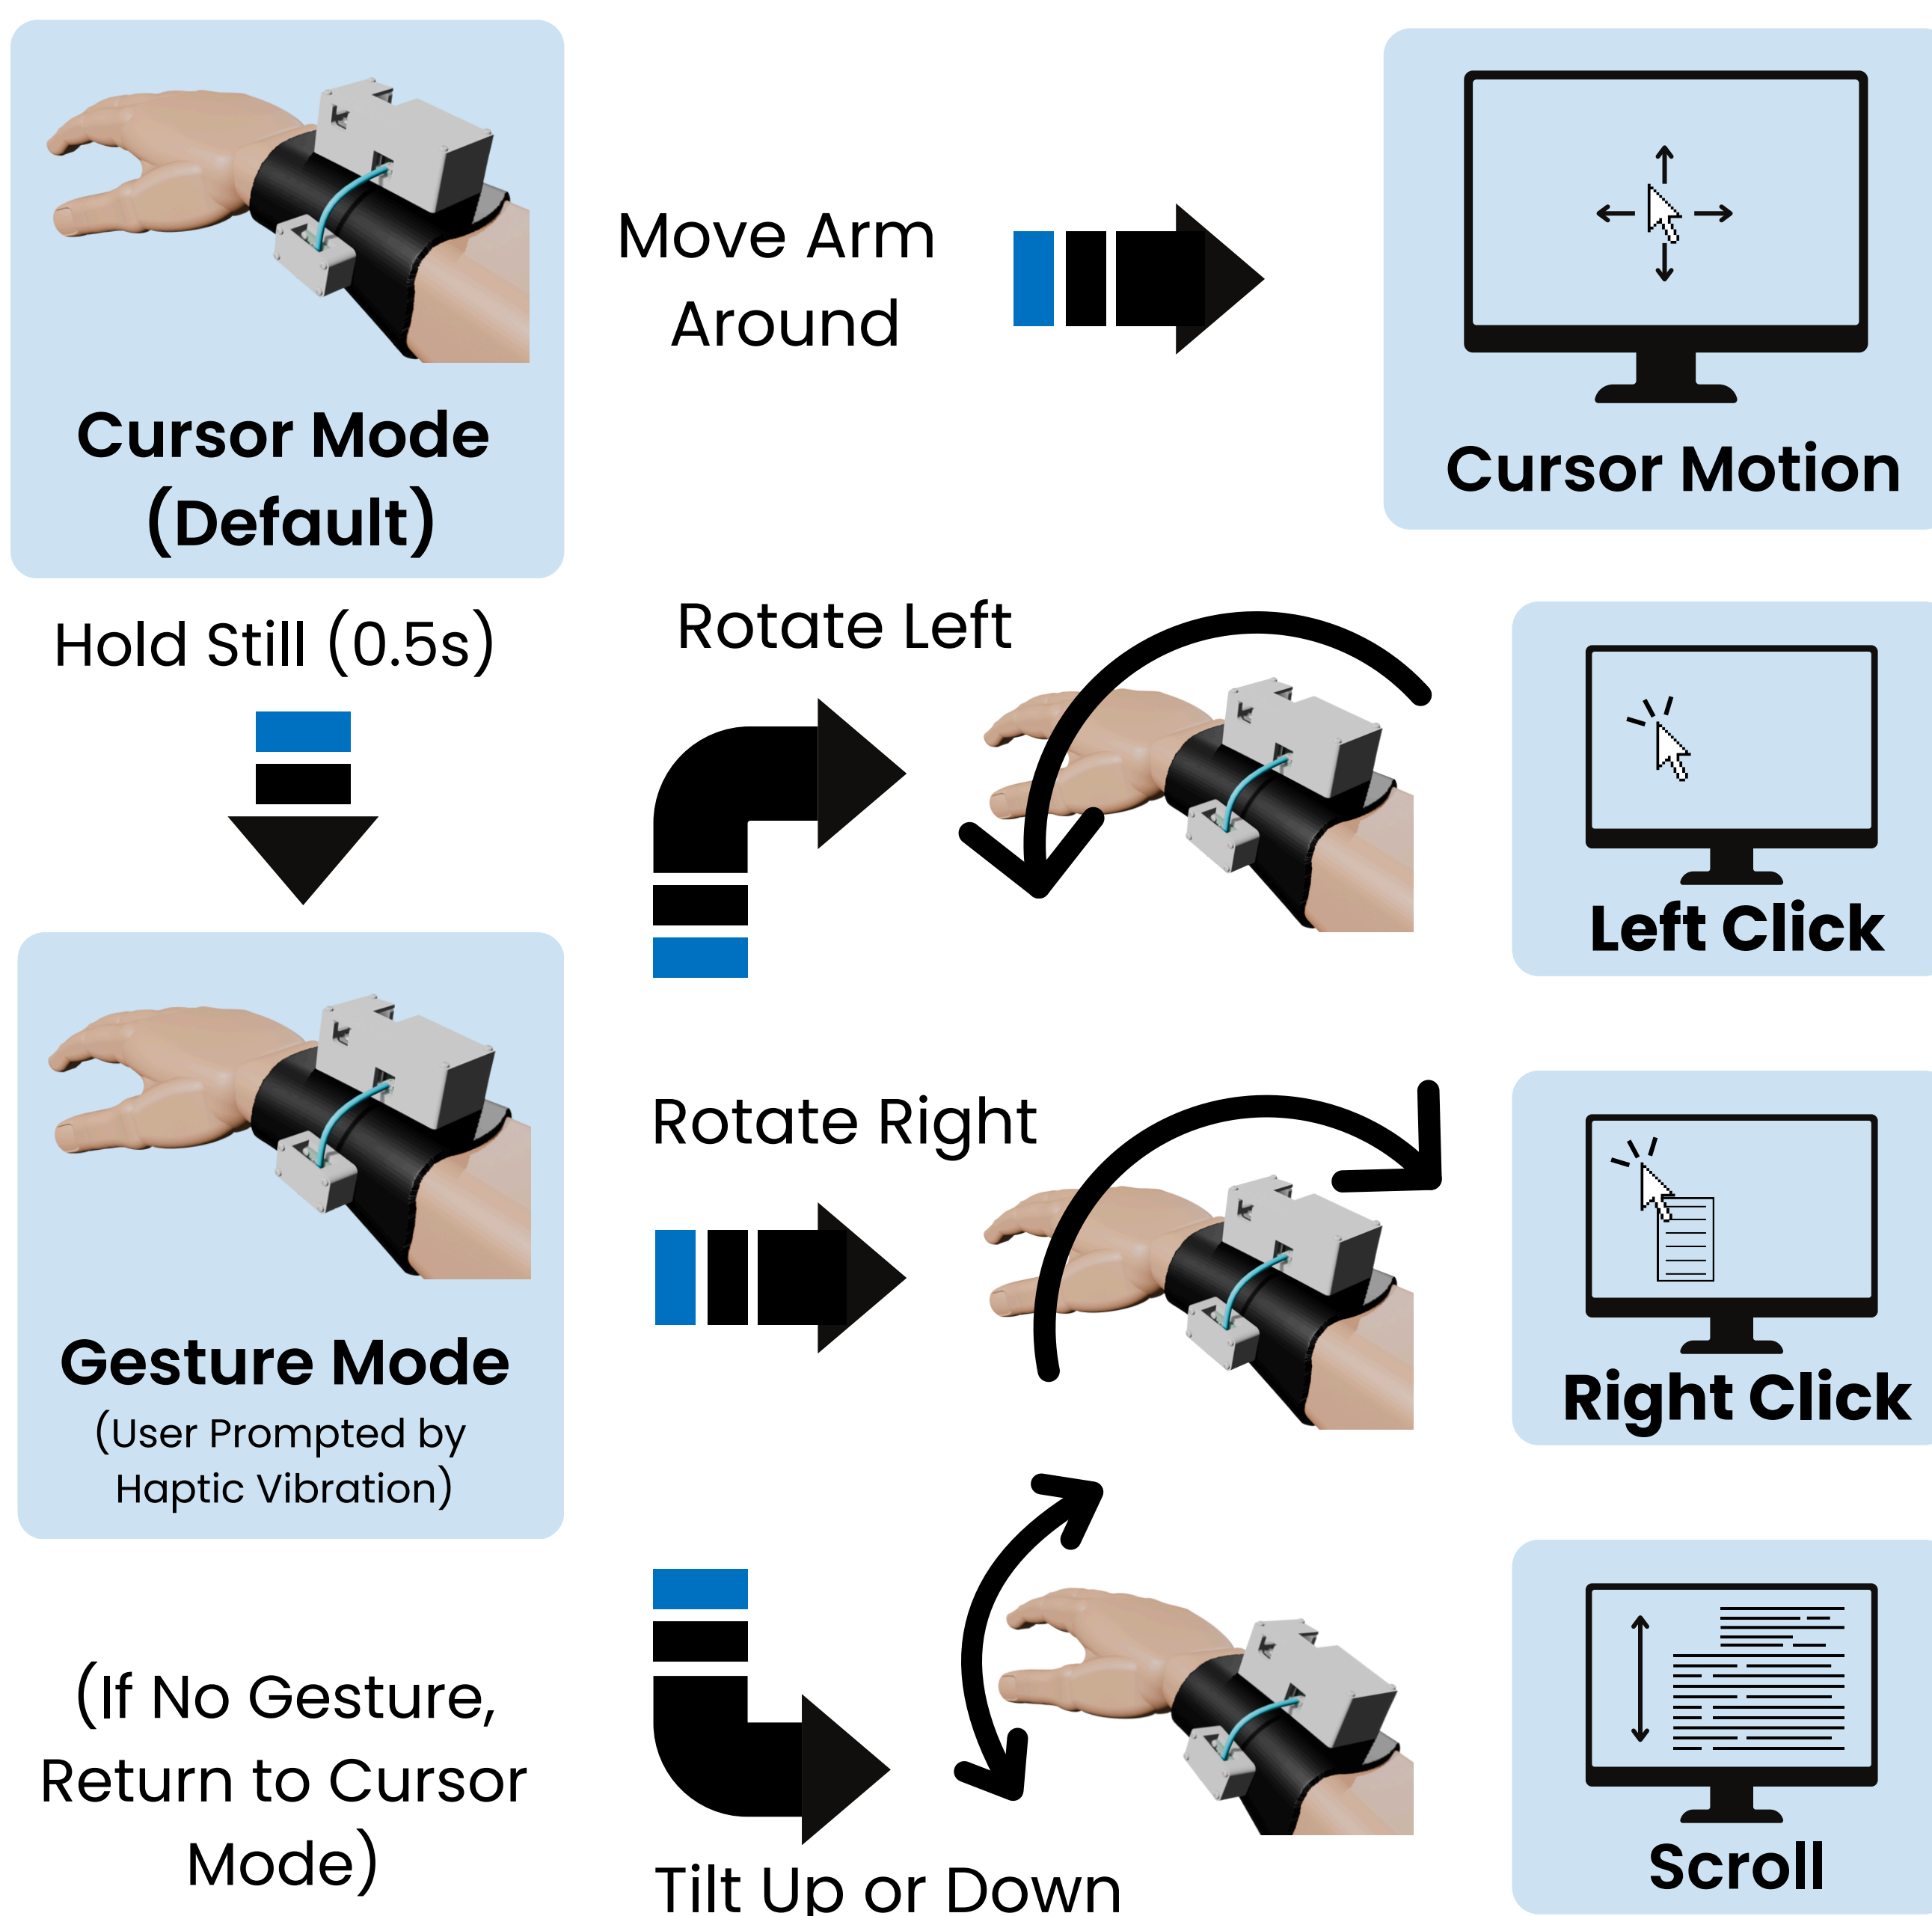 Cursor Mode
(Default)
Move Arm
Around
Cursor Motion
Hold Still (0.5s)
Rotate Left
Left Click
Gesture Mode
(User Prompted by
Haptic Vibration)
Rotate Right
Right Click
(If No Gesture,
Return to Cursor
Mode)
Tilt Up or Down
Scroll